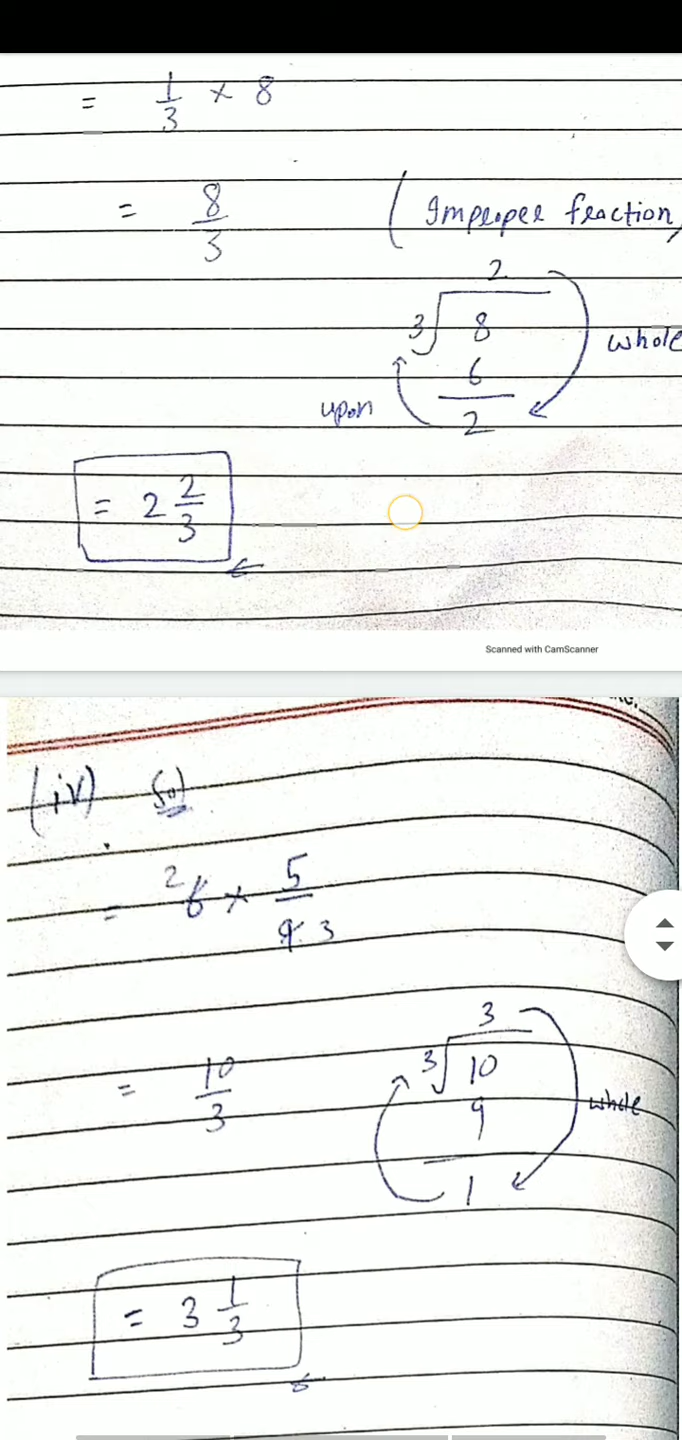 = 1/3 × 8
= 8/3 (Improper fraction)
2
3 8 whole
6
upon
2
= 2 2/3
Scanned with CamScanner
(iv) Sol
= 2 6 × 5/9 3
3
= 10/3 3 10
9 whole
1
= 3 1/3